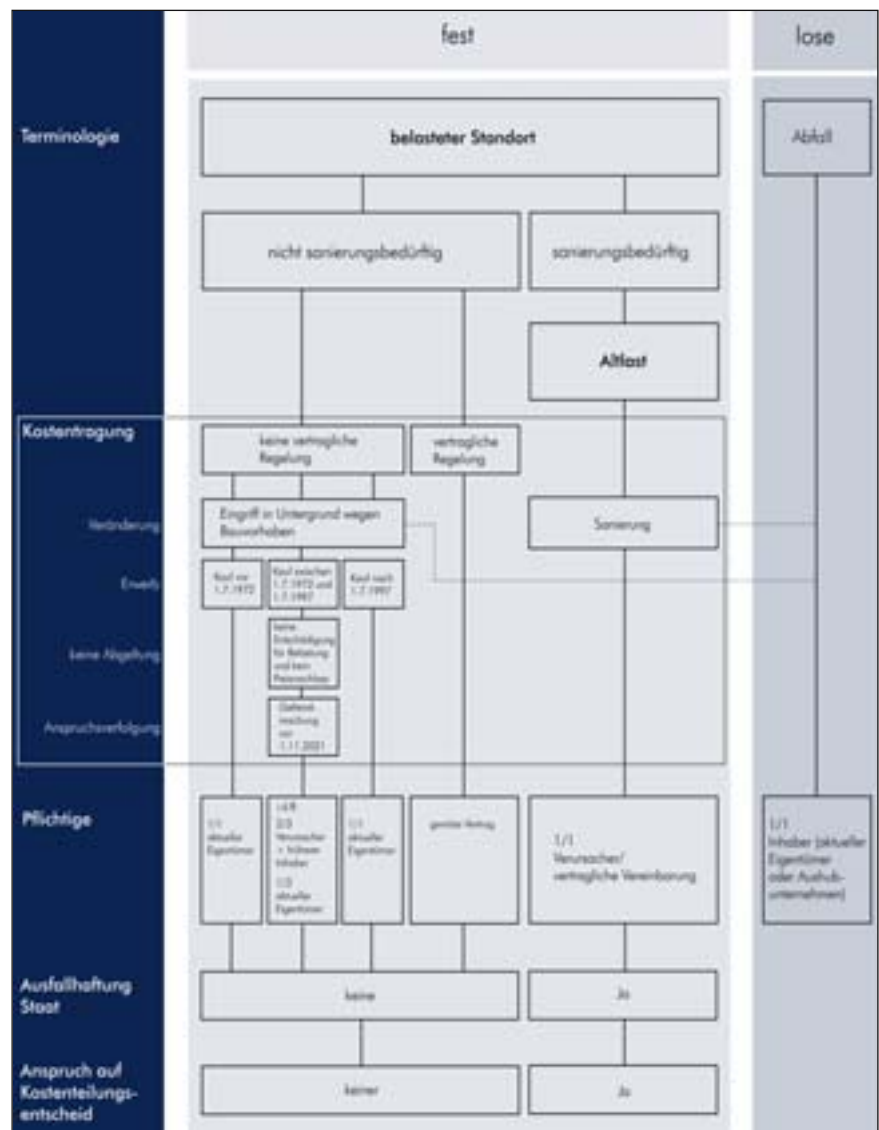 fest
lose
Terminologie
belasteter Standort
Abfall
nicht sanierungsbedürftig
sanierungsbedürftig
Altlast
Kostentragung
keine vertragliche
Regelung
vertragliche
Regelung
Veränderung
Eingriff in Untergrund wegen
Bauvorhaben
Sanierung
Erwerb
Kauf vor
1.7.1972
Kauf zwischen
1.7.1972 und
1.7.1997
Kauf nach
1.7.1997
keine Abgeltung
keine
Entschädigung
für Belastung
und kein
Anspruchsverfolgung
vor
1.11.2021
Pflichtige
1/1
aktueller
Eigentümer
2/3
Verursacher
+ früherer
Inhaber
1/3
aktueller
Eigentümer
1/1
aktueller
Eigentümer
gemäss Vertrag
1/1
Verursacher/
vertragliche Vereinbarung
1/1
Inhaber (aktueller
Eigentümer
oder Aushub-
unternehmen)
Ausfallhaftung
Staat
keine
Ja
Anspruch auf
Kostenteilungs-
entscheid
keiner
Ja